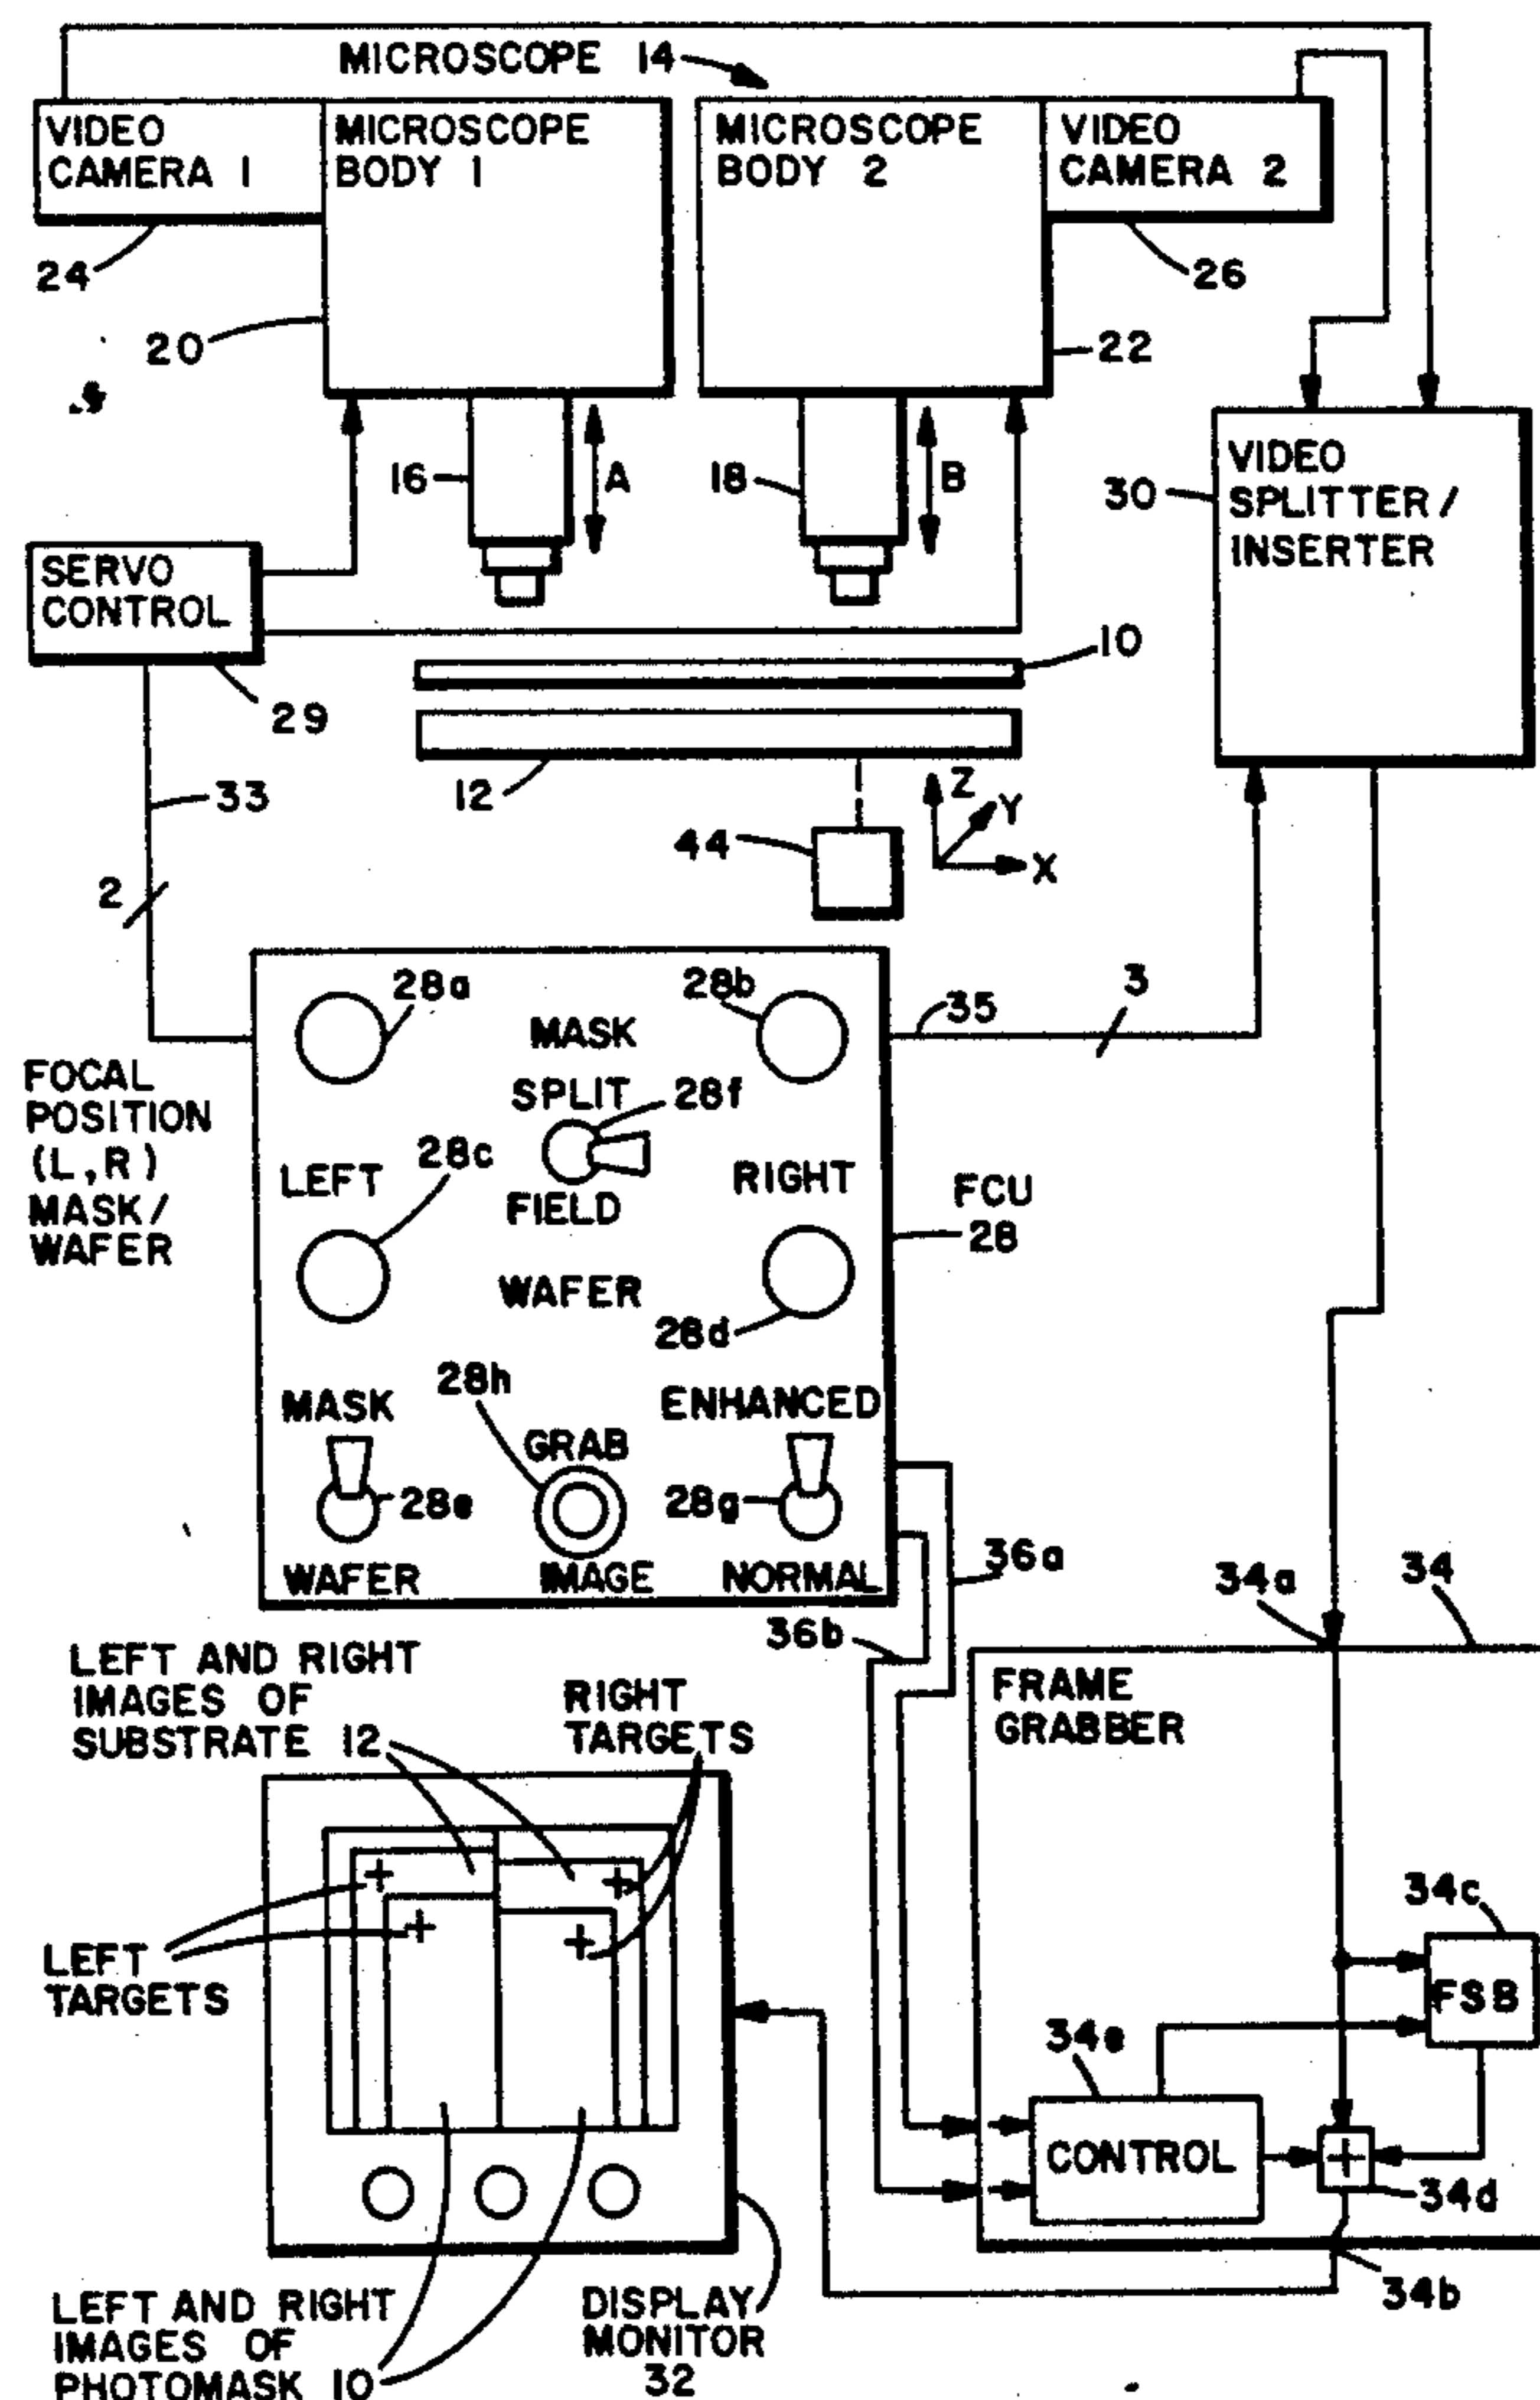 MICROSCOPE 14
VIDEO
CAMERA 1
MICROSCOPE
BODY 1
MICROSCOPE
BODY 2
VIDEO
CAMERA 2
24
26
20
22
16
A
18
B
30
VIDEO
SPLITTER/
INSERTER
SERVO
CONTROL
29
10
12
33
Z
Y
X
44
2
28a
28b
MASK
35
3
FOCAL
POSITION
(L,R)
MASK/
WAFER
SPLIT
28f
LEFT
28c
RIGHT
FIELD
FCU
28
WAFER
28d
MASK
28h
ENHANCED
GRAB
28e
28g
WAFER
IMAGE
NORMAL
36a
36b
34a
34
LEFT AND RIGHT
IMAGES OF
SUBSTRATE 12
RIGHT
TARGETS
FRAME
GRABBER
LEFT
TARGETS
34c
FSB
34e
CONTROL
+
34d
34b
LEFT AND RIGHT
IMAGES OF
PHOTOMASK 10
DISPLAY
MONITOR
32